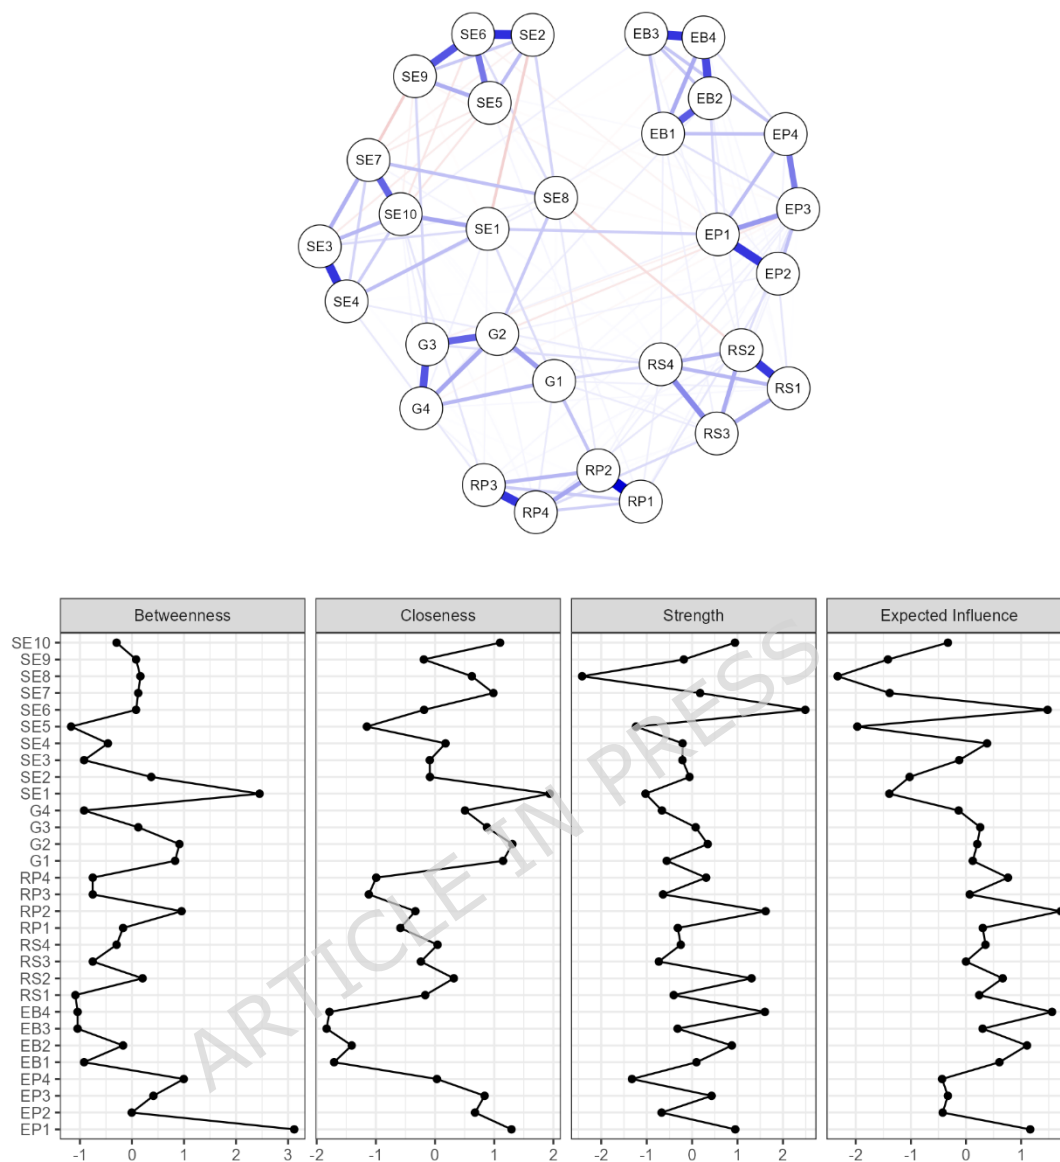 SE6 SE2 EB3 EB4
SE9 SE5 EB2
EB1 EP4
SE7
SE8 EP3
SE10 SE1 EP1
SE3 EP2
SE4
G3 G2 RS4 RS2
G1 RS1
G4 RS3
RP3 RP2
RP4 RP1
Betweenness Closeness Strength Expected Influence
SE10
SE9
SE8
SE7
SE6
SE5
SE4
SE3
SE2
SE1
G4
G3
G2
G1
RP4
RP3
RP2
RP1
RS4
RS3
RS2
RS1
EB4
EB3
EB2
EB1
EP4
EP3
EP2
EP1
-1 0 1 2 3 -2 -1 0 1 2 -2 -1 0 1 2 -2 -1 0 1
ARTICLE IN PRESS